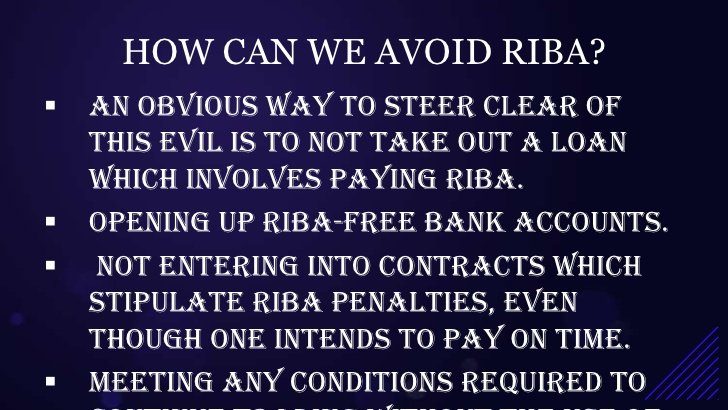 HOW CAN WE AVOID RIBA?
▪ AN OBVIOUS WAY TO STEER CLEAR OF
THIS EVIL IS TO NOT TAKE OUT A LOAN
WHICH INVOLVES PAYING RIBA.
▪ OPENING UP RIBA-FREE BANK ACCOUNTS.
▪ NOT ENTERING INTO CONTRACTS WHICH
STIPULATE RIBA PENALTIES, EVEN
THOUGH ONE INTENDS TO PAY ON TIME.
▪ MEETING ANY CONDITIONS REQUIRED TO